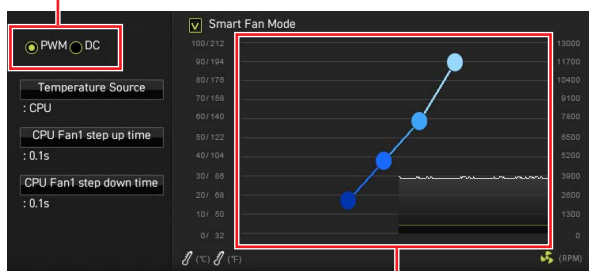 PWM DC
Temperature Source
: CPU
CPU Fan1 step up time
: 0.1s
CPU Fan1 step down time
: 0.1s
V Smart Fan Mode
100/212 13000
90/194 11700
80/176 10400
70/158 9100
60/140 7800
50/122 6500
40/104 5200
30/ 86 3900
20/ 68 2600
10/ 50 1300
0/ 32 0
(°C) (°F) (RPM)